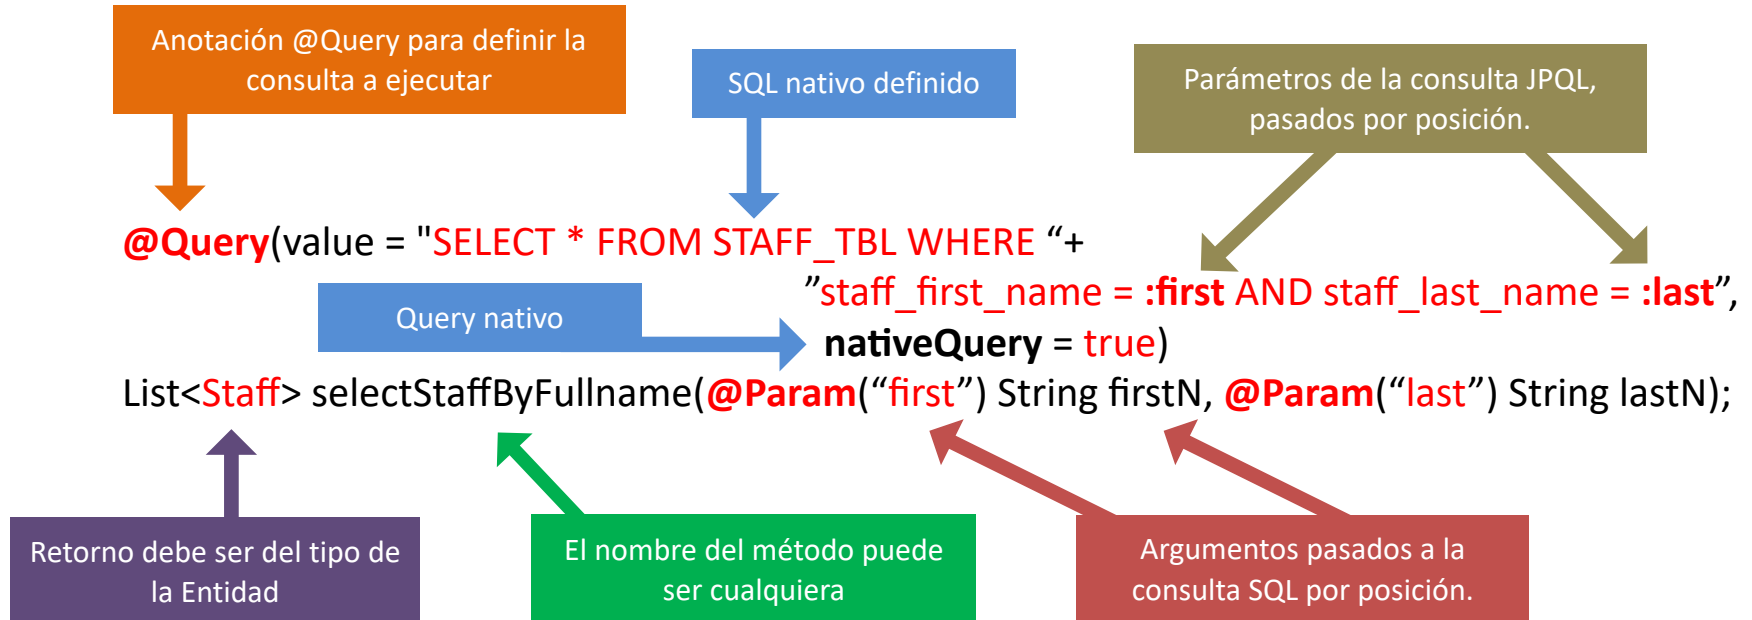 Anotación @Query para definir la
consulta a ejecutar
SQL nativo definido
Parámetros de la consulta JPQL,
pasados por posición.
@Query(value = "SELECT * FROM STAFF_TBL WHERE “+
”staff_first_name = :first AND staff_last_name = :last”,
Query nativo
nativeQuery = true)
List<Staff> selectStaffByFullname(@Param(“first”) String firstN, @Param(“last”) String lastN);
Retorno debe ser del tipo de
la Entidad
El nombre del método puede
ser cualquiera
Argumentos pasados a la
consulta SQL por posición.